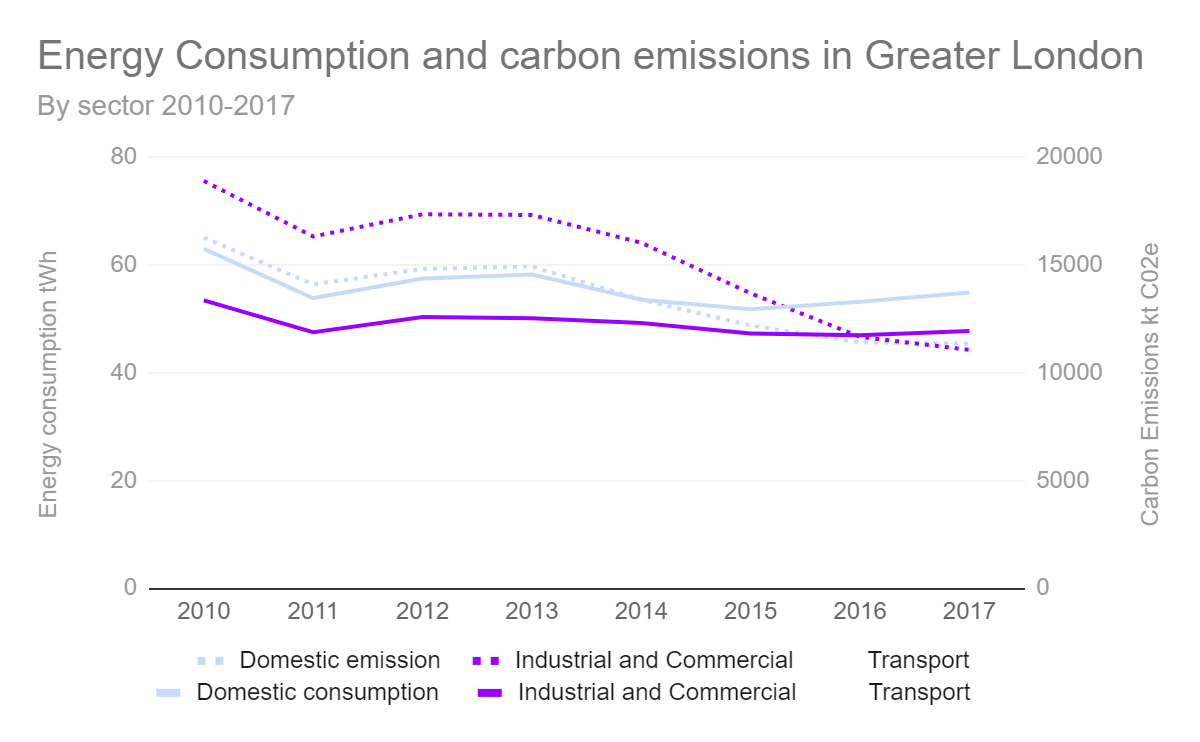 Energy Consumption and carbon emissions in Greater London
By sector 2010-2017
80
60
40
20
0
Energy consumption tWh
20000
15000
10000
5000
0
Carbon Emissions kt C02e
2010 2011 2012 2013 2014 2015 2016 2017
Domestic emission Industrial and Commercial Transport
Domestic consumption Industrial and Commercial Transport